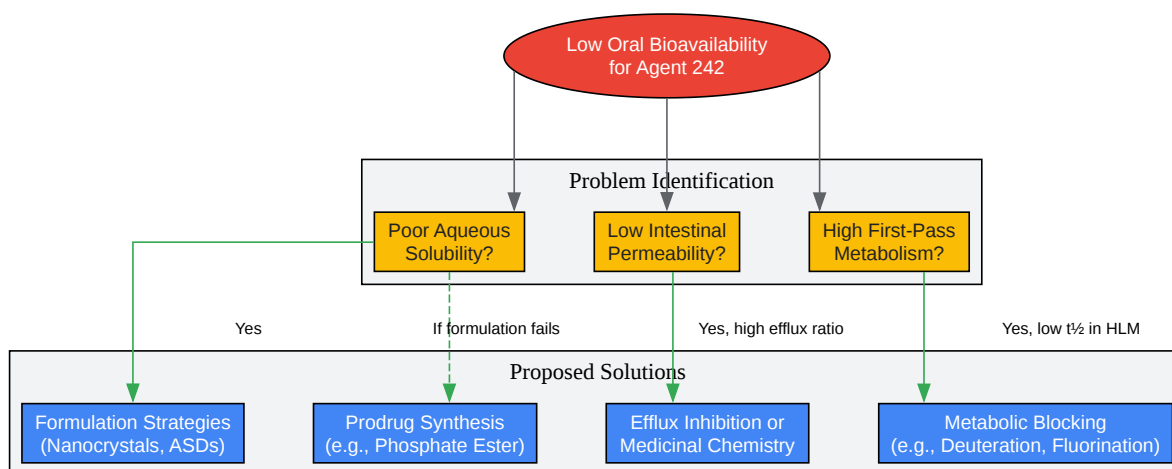 Low Oral Bioavailability
for Agent 242
Problem Identification
Poor Aqueous
Solubility?
Low Intestinal
Permeability?
High First-Pass
Metabolism?
Yes
If formulation fails
Yes, high efflux ratio
Yes, low t½ in HLM
Proposed Solutions
Formulation Strategies
(Nanocrystals, ASDs)
Prodrug Synthesis
(e.g., Phosphate Ester)
Efflux Inhibition or
Medicinal Chemistry
Metabolic Blocking
(e.g., Deuteration, Fluorination)